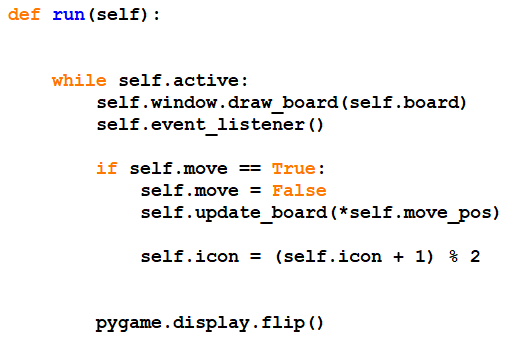 def run(self):
    while self.active:
        self.window.draw_board(self.board)
        self.event_listener()
        if self.move == True:
            self.move = False
            self.update_board(*self.move_pos)
            self.icon = (self.icon + 1) % 2
        pygame.display.flip()